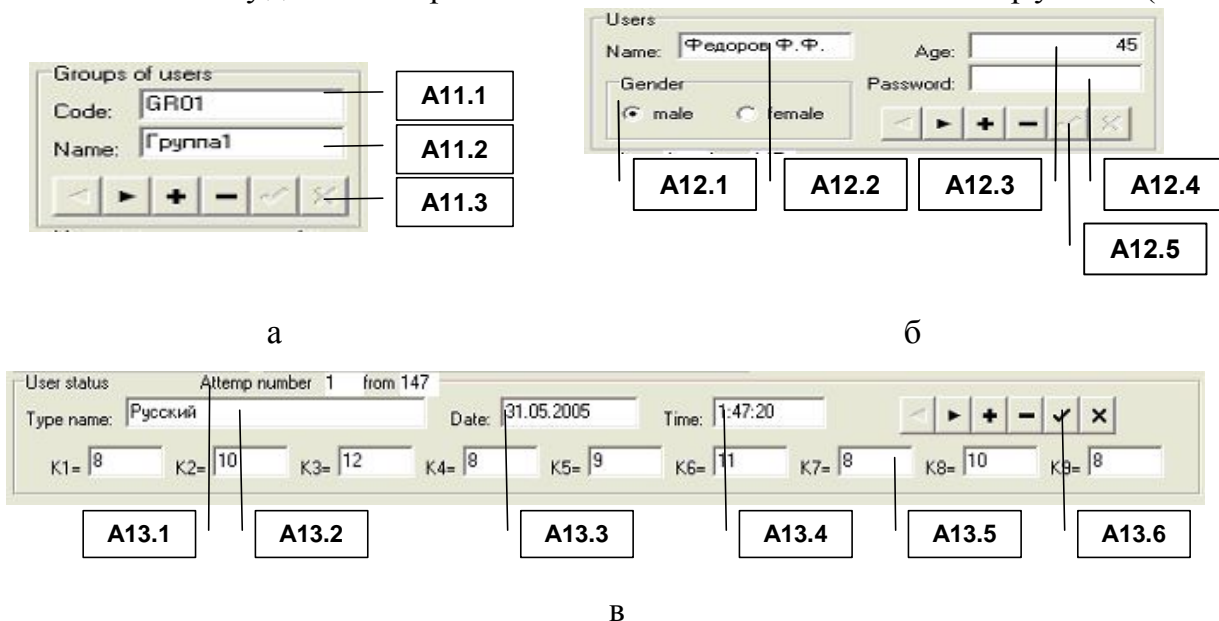 Users
Name: Федоров Ф.Ф. Age: 45
Gender Password:
male female
Groups of users
Code: GR01
Name: Группа1
A11.1
A11.2
A11.3
A12.1 A12.2 A12.3 A12.4
A12.5
а б
User status Attemp number 1 from 147
Type name: Русский Date: 31.05.2005 Time: 1:47:20
K1= 8 K2= 10 K3= 12 K4= 8 K5= 9 K6= 11 K7= 8 K8= 10 K9= 8
A13.1 A13.2 A13.3 A13.4 A13.5 A13.6
в